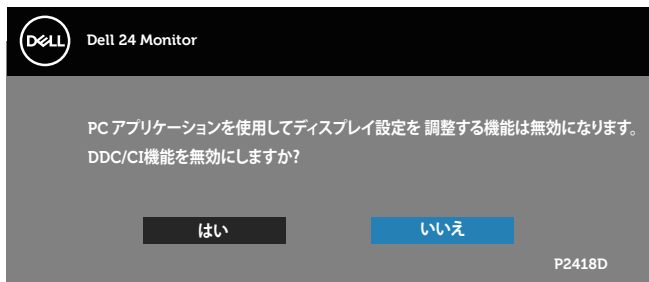 DELL
Dell 24 Monitor
PC アプリケーションを使用してディスプレイ設定を 調整する機能は無効になります。
DDC/CI機能を無効にしますか?
はい
いいえ
P2418D